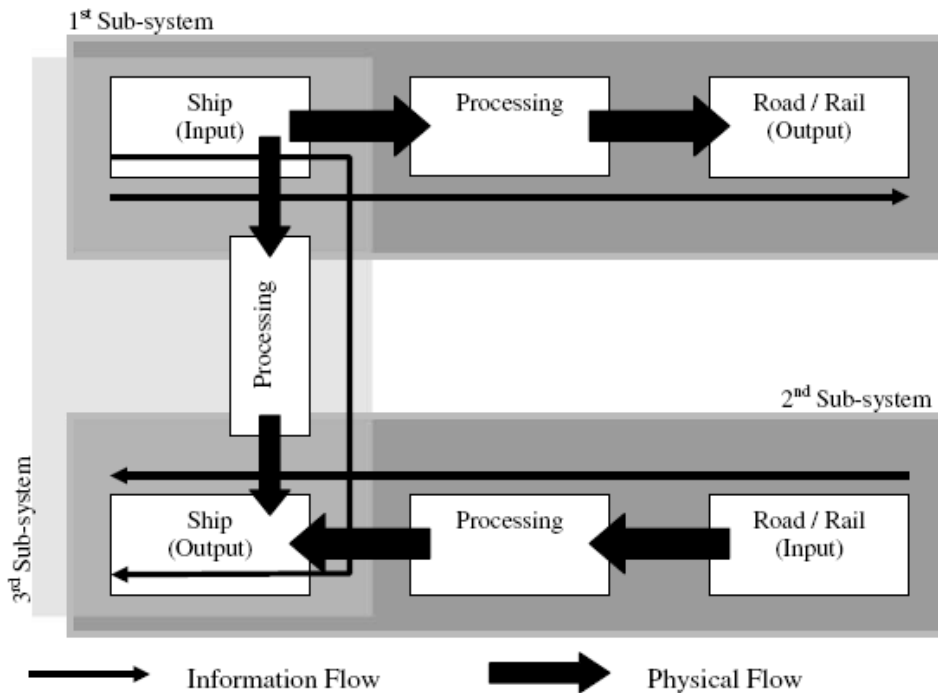 1st Sub-system
Ship
(Input)
Processing
Road / Rail
(Output)
Processing
2nd Sub-system
3rd Sub-system
Ship
(Output)
Processing
Road / Rail
(Input)
Information Flow
Physical Flow